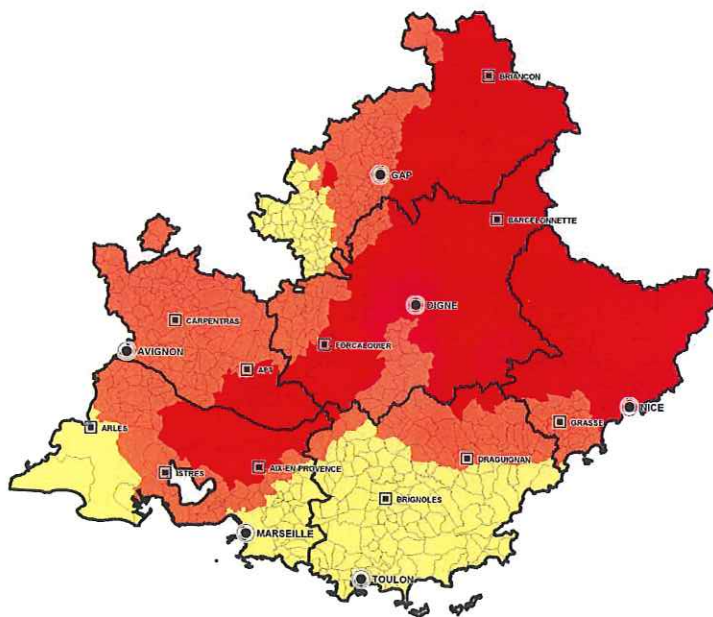 BRIANCON
GAP
BARCELONNETTE
DIGNE
CARPENTRAS
FORCALQUIER
AVIGNON
APT
NICE
GRASSE
ARLES
DRAGUIGNAN
AIX-EN-PROVENCE
ISTRES
BRIGNOLES
MARSEILLE
TOULON